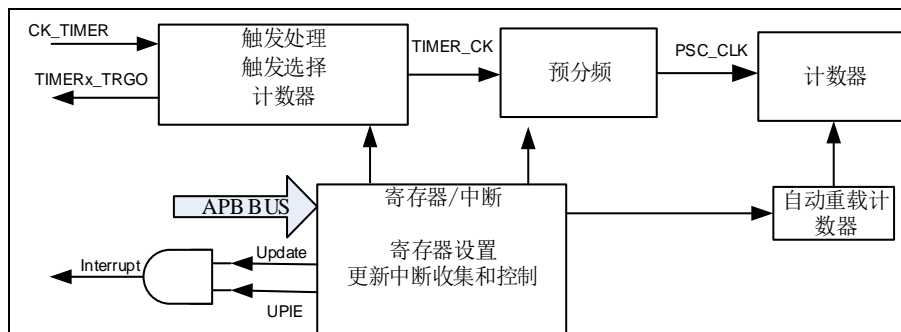 CK_TIMER
TIMERx_TRGO
触发处理
触发选择
计数器
TIMER_CK
预分频
PSC_CLK
计数器
APB BUS
寄存器/中断
寄存器设置
更新中断收集和控制
自动重载计
数器
Interrupt
Update
UPIE